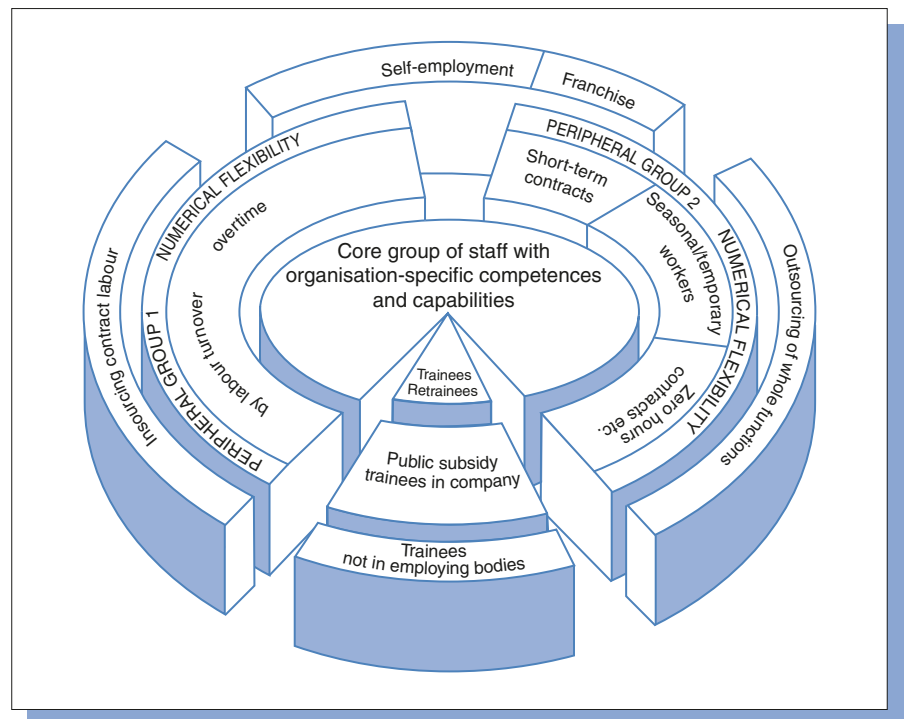 Self-employment
Franchise
NUMERICAL FLEXIBILITY
PERIPHERAL GROUP 1
overtime
by labour turnover
Insourcing contract labour
PERIPHERAL GROUP 2
NUMERICAL FLEXIBILITY
Short-term
contracts
Seasonal/temporary
workers
Zero hours
contracts etc.
Outsourcing of whole functions
Core group of staff with
organisation-specific competences
and capabilities
Trainees
Retrainees
Public subsidy
trainees in company
Trainees
not in employing bodies